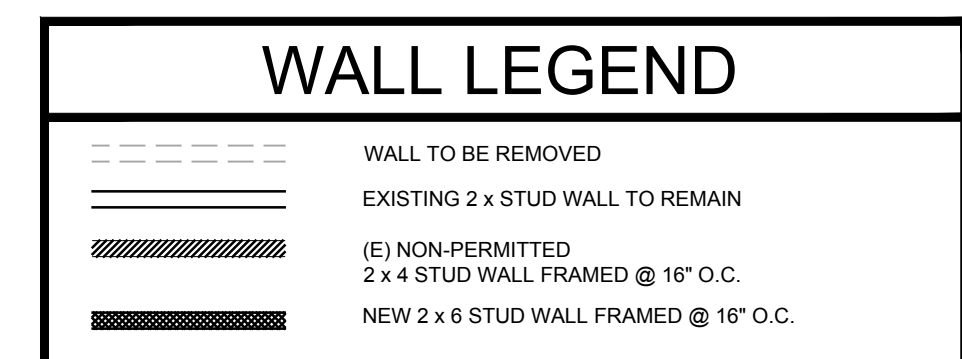 WALL LEGEND
WALL TO BE REMOVED
EXISTING 2 x STUD WALL TO REMAIN
(E) NON-PERMITTED
2 x 4 STUD WALL FRAMED @ 16" O.C.
NEW 2 x 6 STUD WALL FRAMED @ 16" O.C.